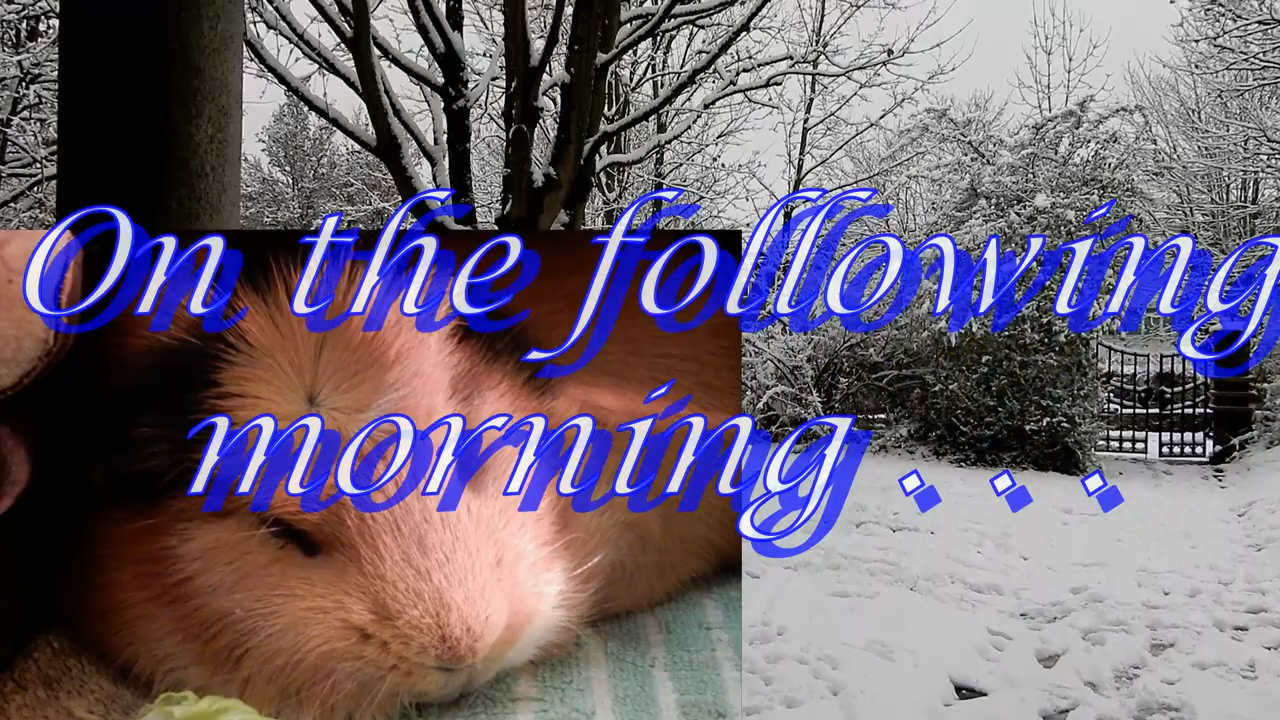 On the following
morning . . .